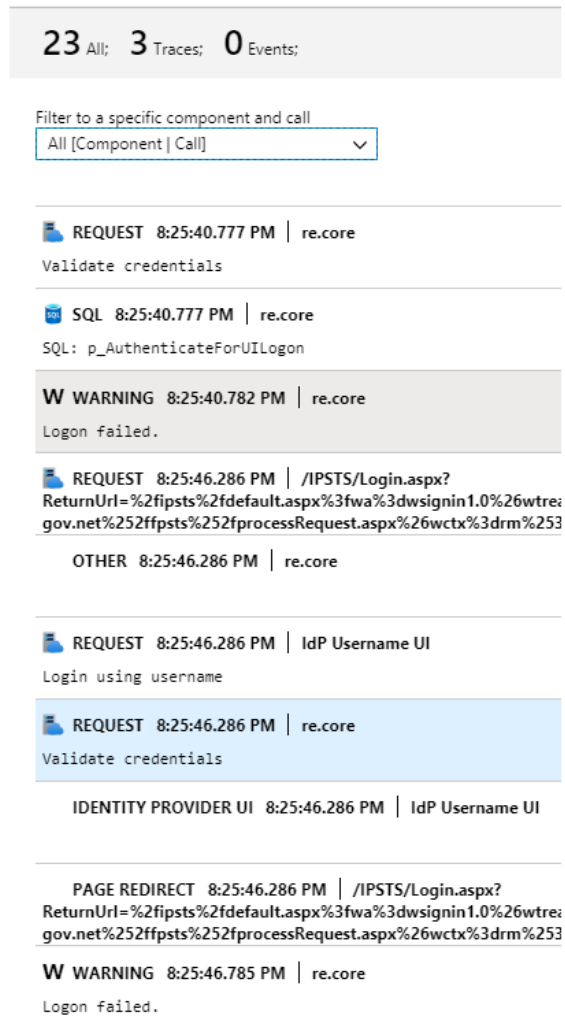 23 All; 3 Traces; 0 Events;
Filter to a specific component and call
All [Component | Call]
REQUEST 8:25:40.777 PM | re.core
Validate credentials
SQL 8:25:40.777 PM | re.core
SQL: p_AuthenticateForUILogon
W WARNING 8:25:40.782 PM | re.core
Logon failed.
REQUEST 8:25:46.286 PM | /IPSTS/Login.aspx?
ReturnUrl=%2fipsts%2fdefault.aspx%3fwa%3dwsignin1.0%26wtrea
gov.net%252ffpsts%252fprocessRequest.aspx%26wctx%3drm%253
OTHER 8:25:46.286 PM | re.core
REQUEST 8:25:46.286 PM | IdP Username UI
Login using username
REQUEST 8:25:46.286 PM | re.core
Validate credentials
IDENTITY PROVIDER UI 8:25:46.286 PM | IdP Username UI
PAGE REDIRECT 8:25:46.286 PM | /IPSTS/Login.aspx?
ReturnUrl=%2fipsts%2fdefault.aspx%3fwa%3dwsignin1.0%26wtrea
gov.net%252ffpsts%252fprocessRequest.aspx%26wctx%3drm%253
W WARNING 8:25:46.785 PM | re.core
Logon failed.